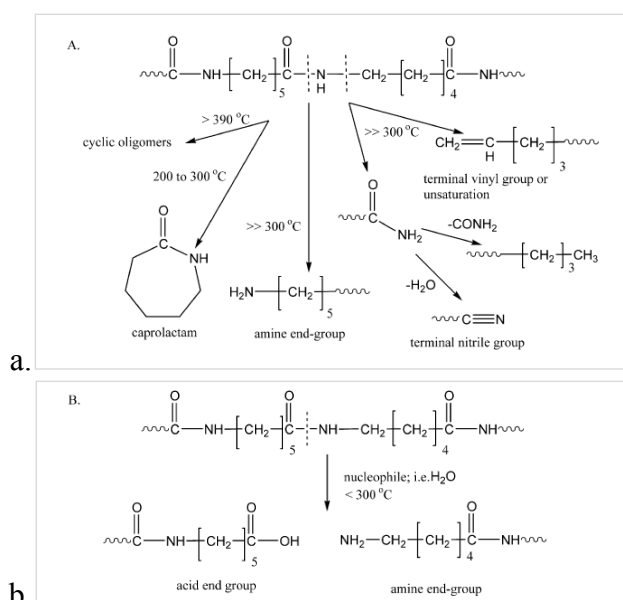 A.
O O O
C—NH—[CH₂]₅—C—N—CH₂—[CH₂]₄—C—NH
H
> 390 °C
cyclic oligomers
200 to 300 °C
>> 300 °C
>> 300 °C
CH₂=C—[CH₂]₃
H
terminal vinyl group or
unsaturation
O
C
NH₂
-CONH₂
[CH₂]₃CH₃
-H₂O
C≡N
terminal nitrile group
O
C
NH
caprolactam
H₂N—[CH₂]₅
amine end-group
a.
B.
O O O
C—NH—[CH₂]₅—C—NH—CH₂—[CH₂]₄—C—NH
nucleophile; i.e.H₂O
< 300 °C
O O O
C—NH—[CH₂]₅—C—OH NH₂—CH₂—[CH₂]₄—C—NH
acid end group amine end-group
b.